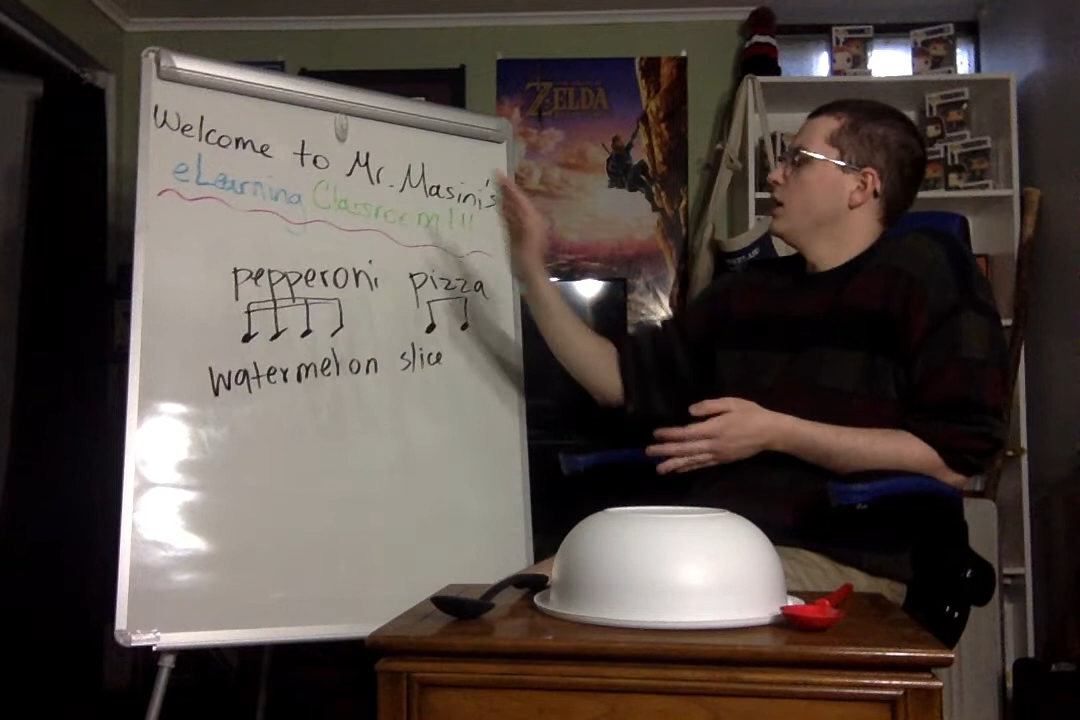 Welcome to Mr. Masini's
eLearning Classroom!!!
pepperoni pizza
watermelon slice
ZELDA